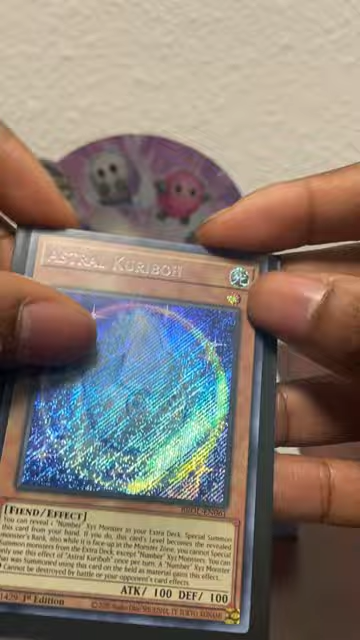 ASTRAL KURIBOH
[FIEND/EFFECT]
You can reveal 1 "Number" Xyz Monster in your Extra Deck; Special Summon
this card from your hand. If you do, this card's Level becomes the revealed
monster's Rank, also while it is face-up in the Monster Zone, you cannot Special
Summon monsters from the Extra Deck, except "Number" Xyz Monsters. You can
only use this effect of "Astral Kuriboh" once per turn. A "Number" Xyz Monster
that was Summoned using this card on the field as material gains this effect.
● Cannot be destroyed by battle or your opponent's card effects.
ATK/ 100 DEF/ 100
1st Edition